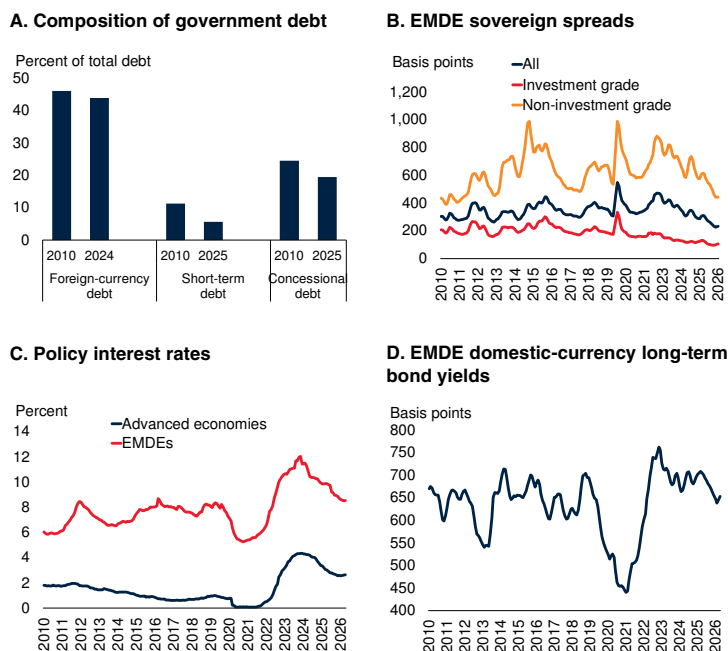 A. Composition of government debt
Percent of total debt
50
40
30
20
10
0
2010 2024 2010 2025 2010 2025
Foreign-currency debt
Short-term debt
Concessional debt
B. EMDE sovereign spreads
Basis points
All
Investment grade
Non-investment grade
1,200
1,000
800
600
400
200
0
2010 2011 2012 2013 2014 2015 2016 2017 2018 2019 2020 2021 2022 2023 2024 2025 2026
C. Policy interest rates
Percent
Advanced economies
EMDEs
14
12
10
8
6
4
2
0
2010 2011 2012 2013 2014 2015 2016 2017 2018 2019 2020 2021 2022 2023 2024 2025 2026
D. EMDE domestic-currency long-term
bond yields
Basis points
800
750
700
650
600
550
500
450
400
2010 2011 2012 2013 2014 2015 2016 2017 2018 2019 2020 2021 2022 2023 2024 2025 2026